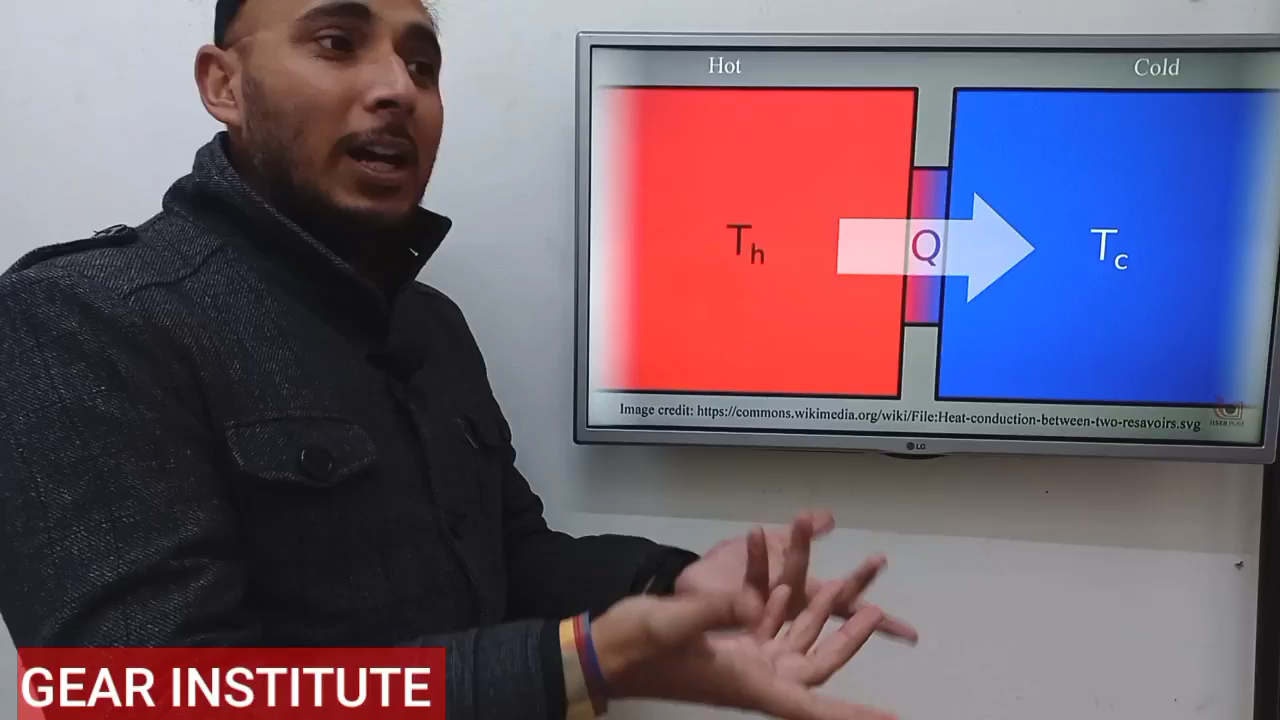 Hot
Cold
Th
Q
Tc
Image credit: https://commons.wikimedia.org/wiki/File:Heat-conduction-between-two-resavoirs.svg
LG
GEAR INSTITUTE